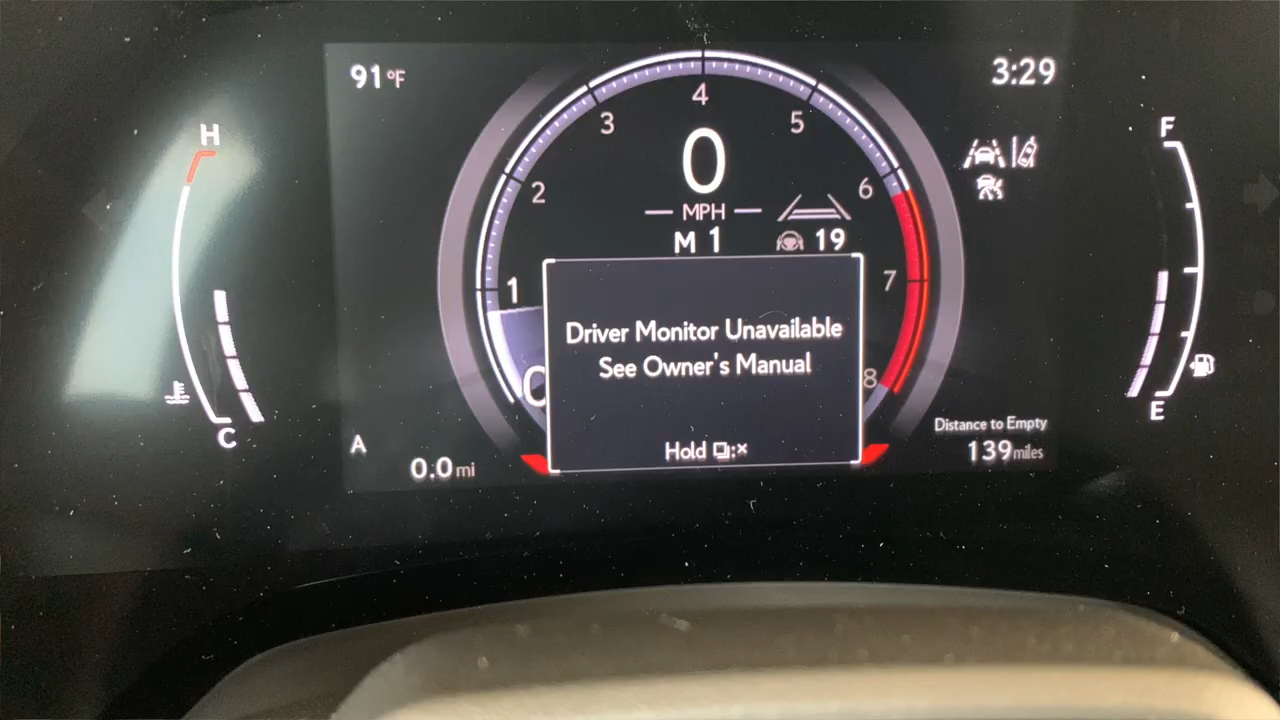 91°F
3:29
H
C
F
E
4
3
5
2
6
1
7
0
8
0
MPH
M 1
19
Driver Monitor Unavailable
See Owner's Manual
Hold :×
A
0.0 mi
Distance to Empty
139 miles